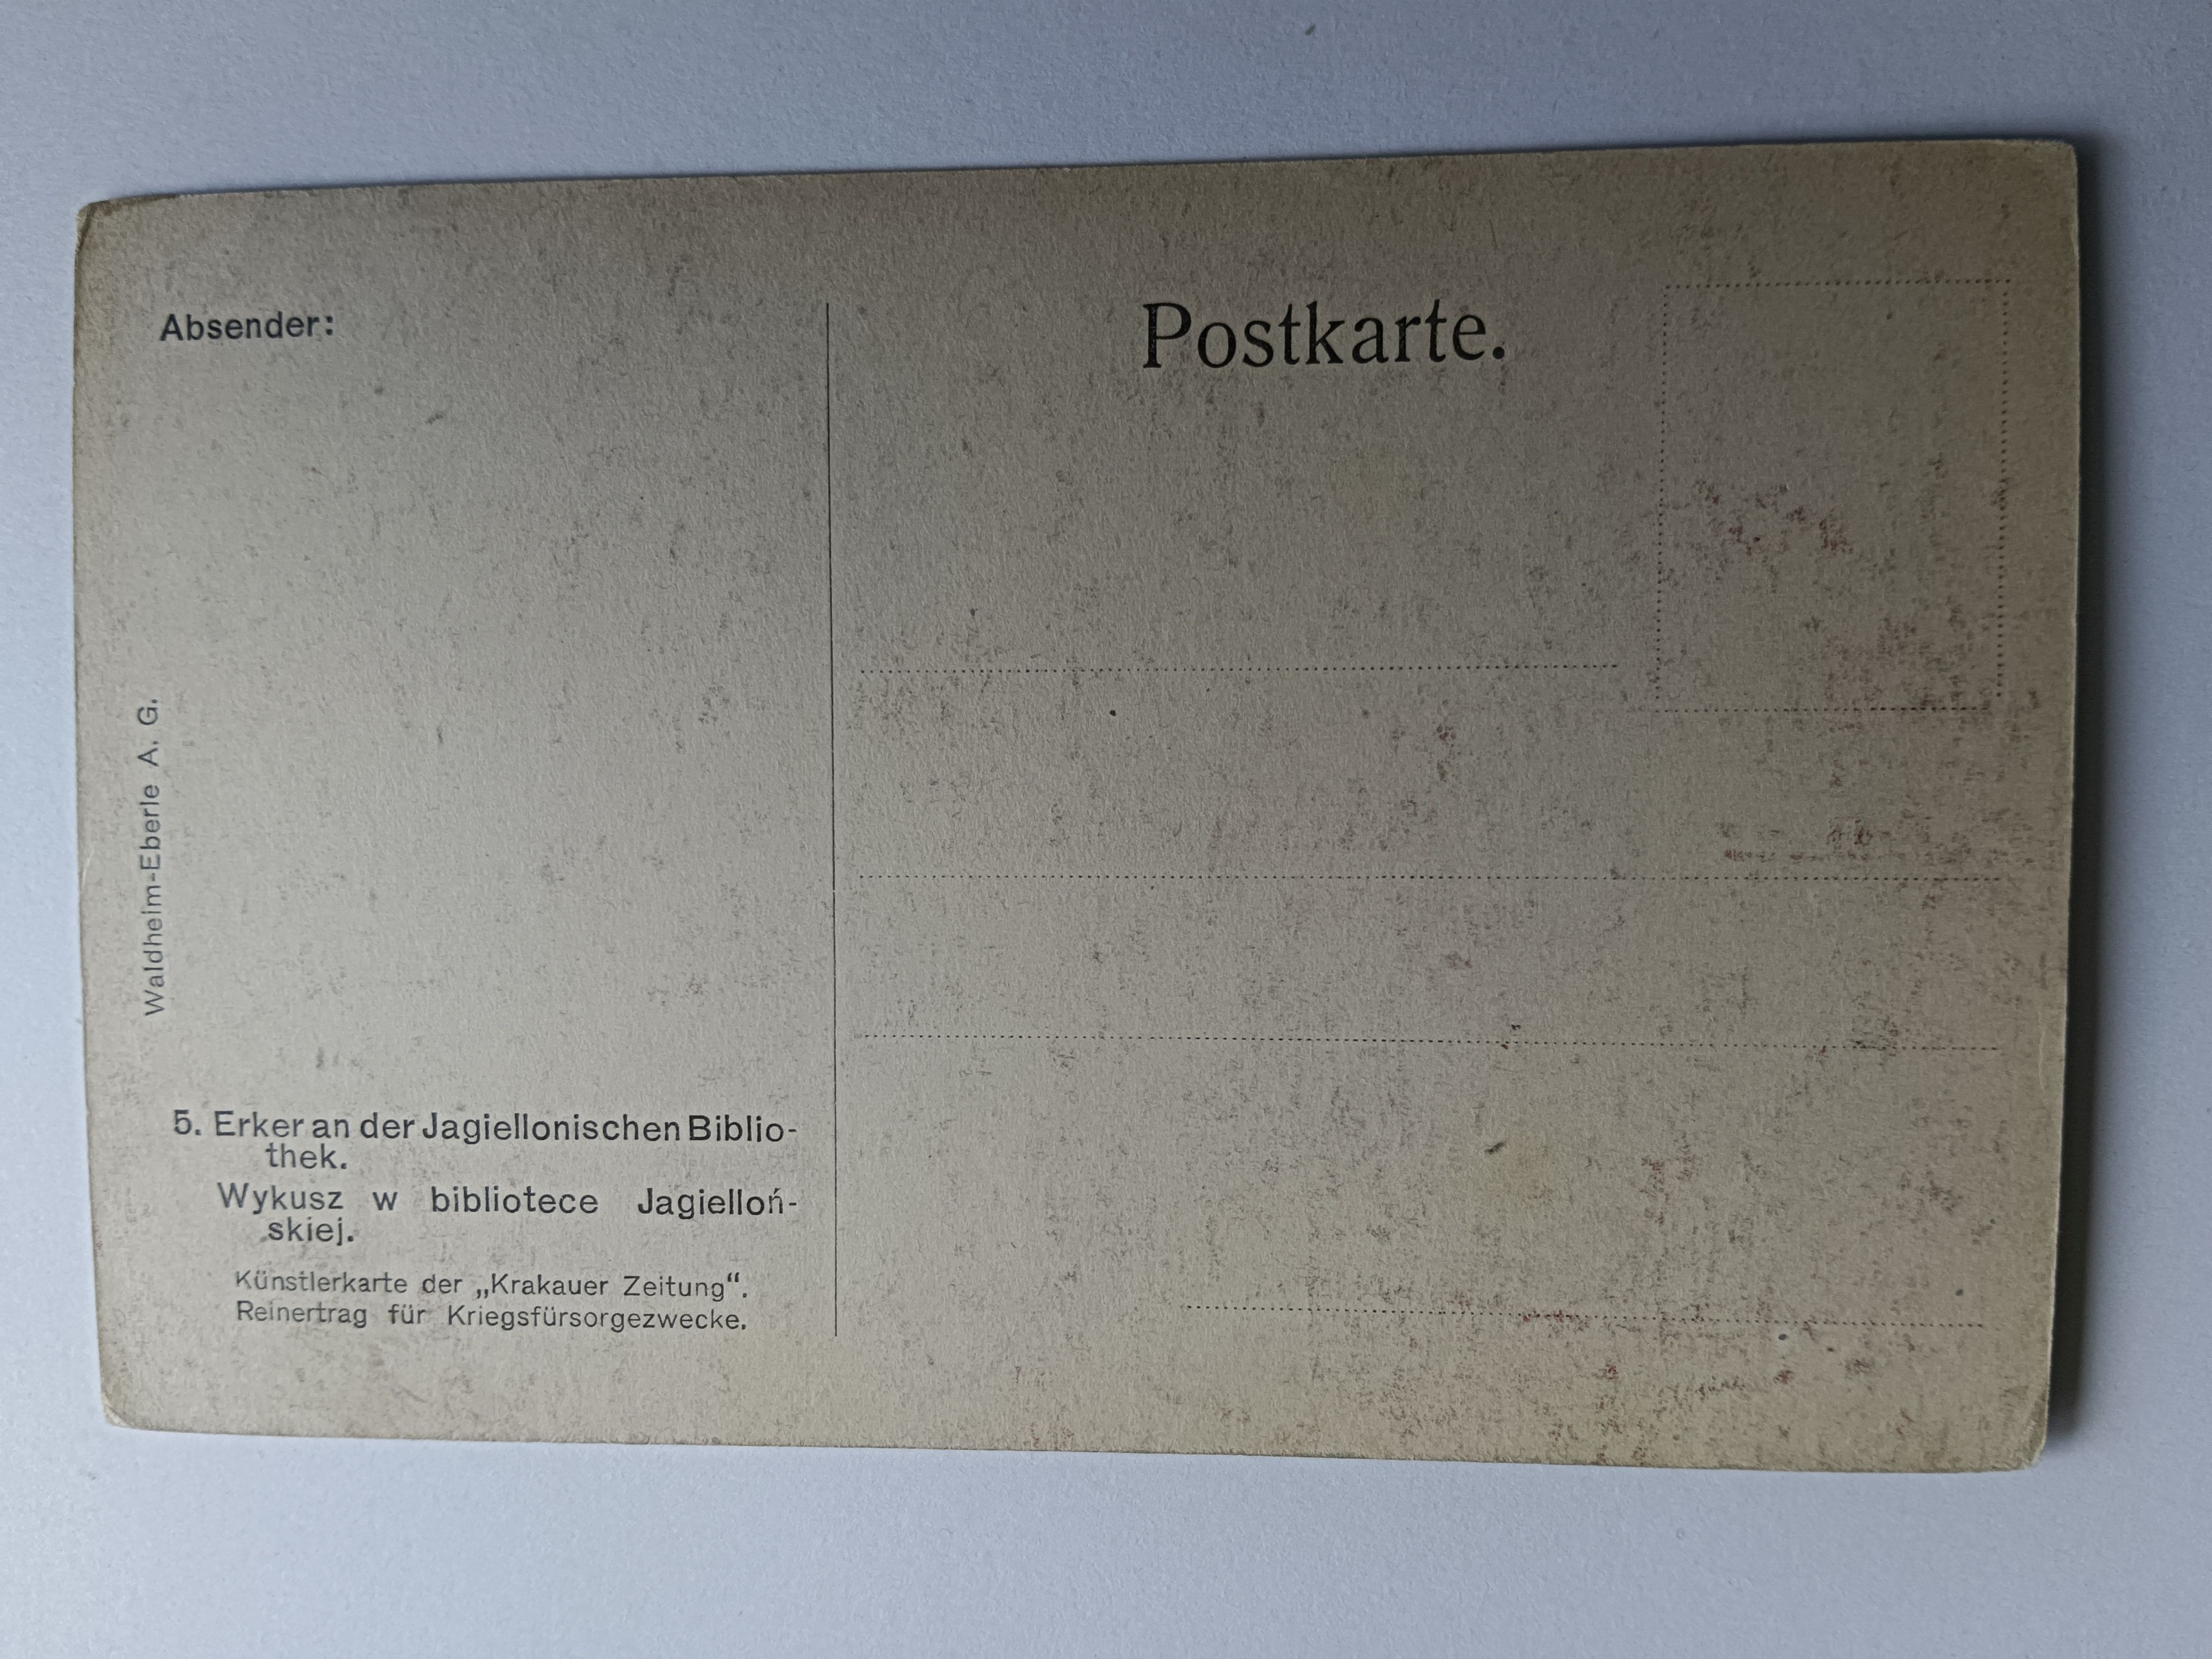 Postkarte.
Absender:
Waldheim-Eberle A. G.
5. Erker an der Jagiellonischen Biblio-
thek.
Wykusz w bibliotece Jagielloń-
skiej.
Künstlerkarte der „Krakauer Zeitung“.
Reinertrag für Kriegsfürsorgezwecke.